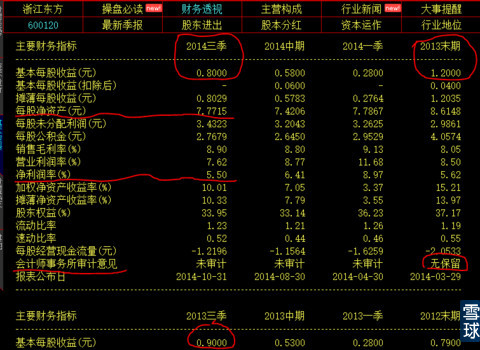 浙江东方 操盘必读new! 财务透视 主营构成 行业新闻new! 大事提醒
600120 最新季报 股东进出 股本分红 资本运作 行业地位
主要财务指标 2014三季 2014中期 2014一季 2013末期
基本每股收益(元) 0.8000 0.5800 0.2800 1.2000
基本每股收益(扣除后) - 0.0600 - 0.0400
摊薄每股收益(元) 0.8029 0.5783 0.2764 1.2035
每股净资产(元) 7.7715 7.4206 7.7867 8.6148
每股未分配利润(元) 3.4323 3.2043 3.2625 2.9861
每股公积金(元) 2.7679 2.6450 2.9529 4.0574
销售毛利率(%) 8.90 8.80 9.13 8.05
营业利润率(%) 7.62 8.77 11.68 8.50
净利润率(%) 5.50 6.41 8.97 5.62
加权净资产收益率(%) 10.01 7.05 3.37 15.21
摊薄净资产收益率(%) 10.33 7.79 3.55 13.97
股东权益(%) 33.95 33.14 36.23 37.17
流动比率 1.23 1.21 1.26 1.19
速动比率 0.52 0.44 0.46 0.55
每股经营现金流量(元) -1.2196 -1.1564 -1.6259 -2.0533
会计师事务所审计意见 未审计 未审计 未审计 无保留
报表公布日 2014-10-31 2014-08-30 2014-04-30 2014-03-29
主要财务指标 2013三季 2013中期 2013一季 2012末期
基本每股收益(元) 0.9000 0.5300 0.2800 0.7900
雪球